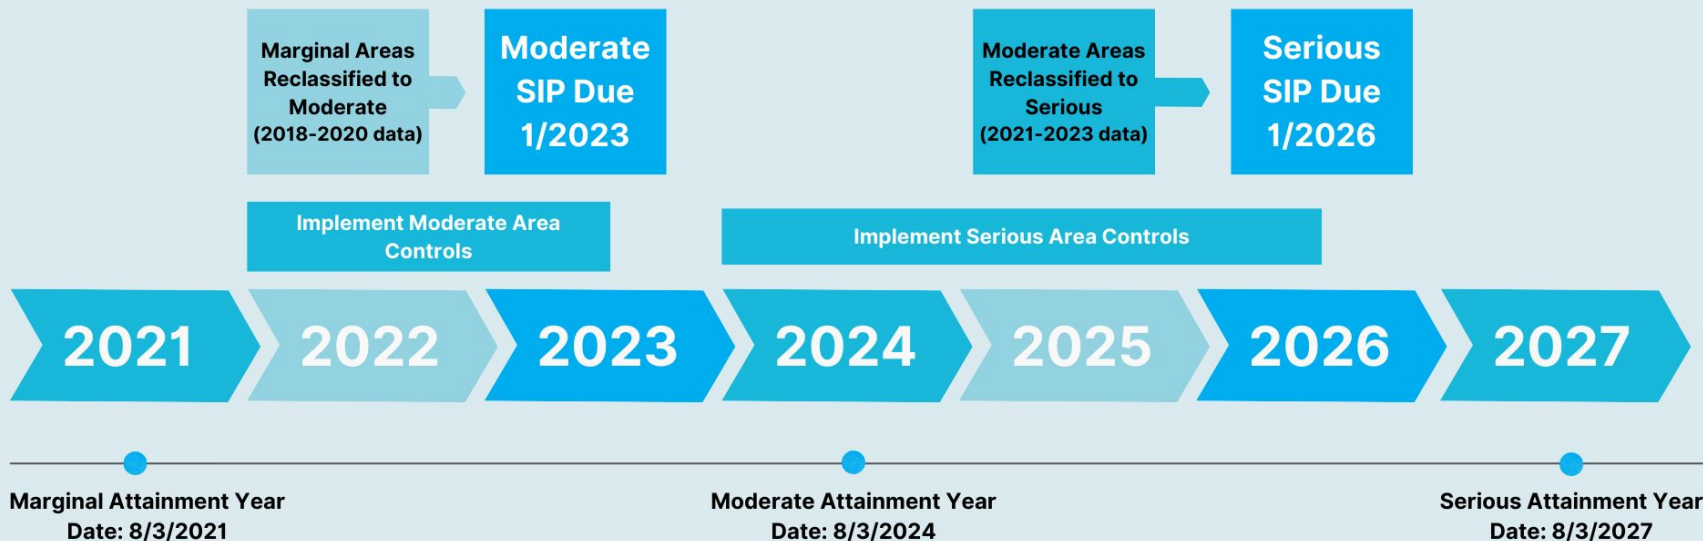 Marginal Areas
Reclassified to
Moderate
(2018-2020 data)
Moderate
SIP Due
1/2023
Moderate Areas
Reclassified to
Serious
(2021-2023 data)
Serious
SIP Due
1/2026
Implement Moderate Area
Controls
Implement Serious Area Controls
2021
2022
2023
2024
2025
2026
2027
Marginal Attainment Year
Date: 8/3/2021
Moderate Attainment Year
Date: 8/3/2024
Serious Attainment Year
Date: 8/3/2027